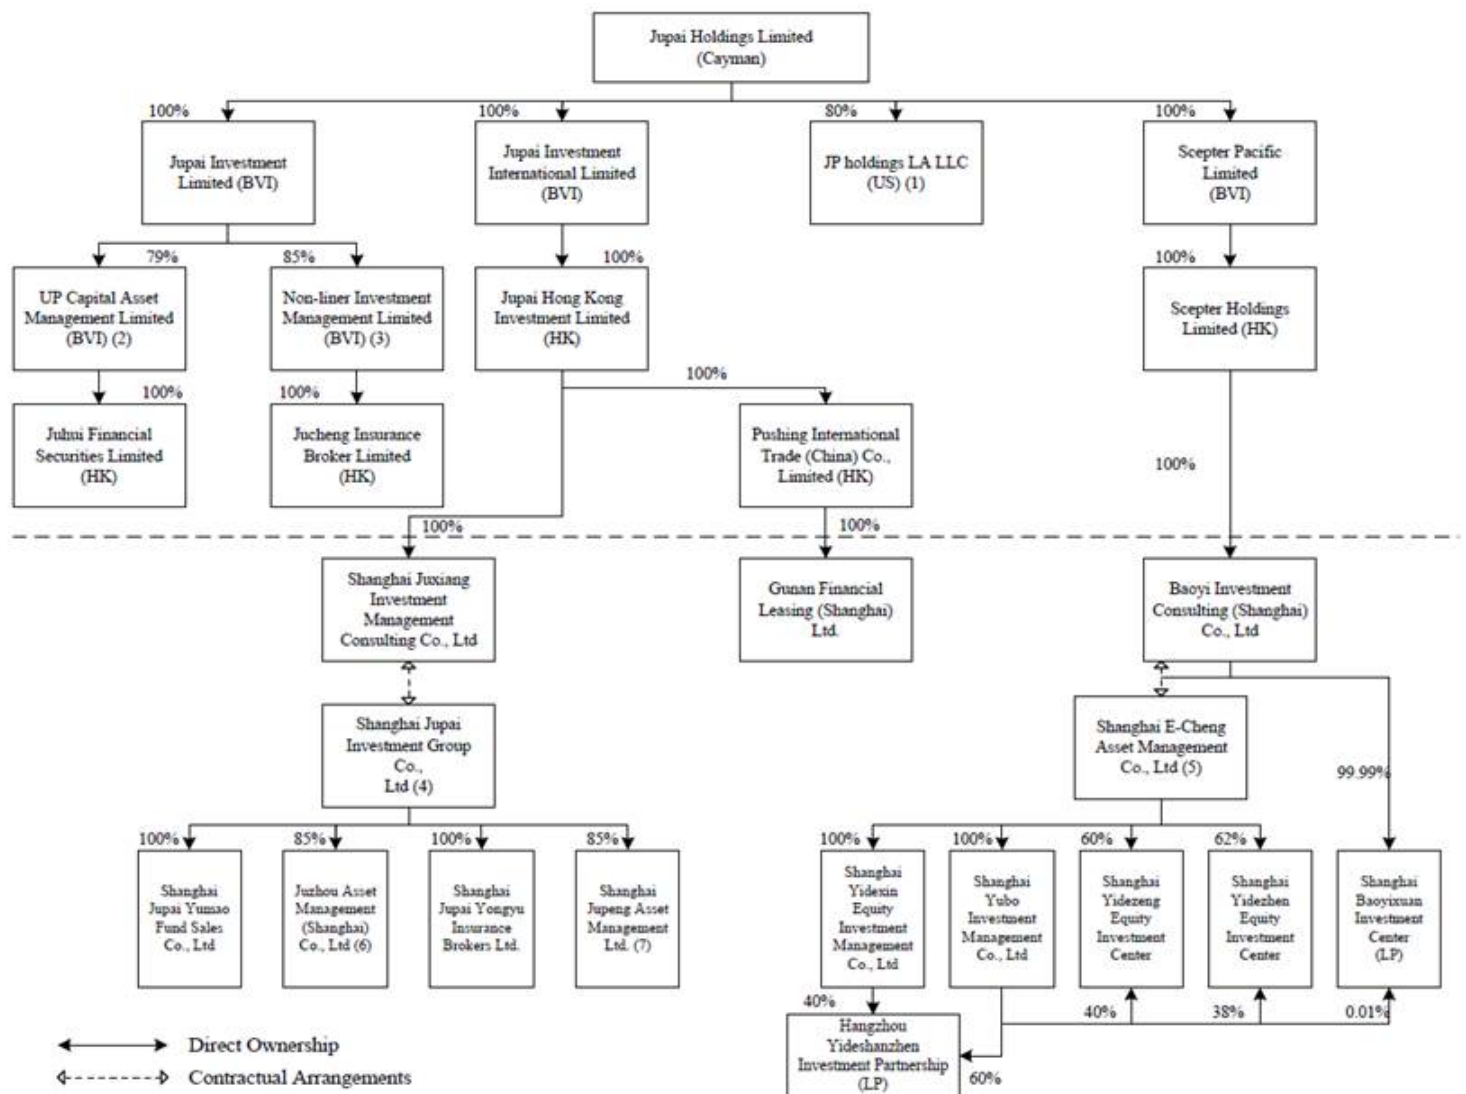 Jupai Holdings Limited
(Cayman)
100%
100%
80%
100%
Jupai Investment
Limited (BVI)
Jupai Investment
International Limited
(BVI)
JP holdings LA LLC
(US) (1)
Scepter Pacific
Limited
(BVI)
79%
85%
100%
100%
UP Capital Asset
Management Limited
(BVI) (2)
Non-liner Investment
Management Limited
(BVI) (3)
Jupai Hong Kong
Investment Limited
(HK)
Scepter Holdings
Limited (HK)
100%
100%
100%
Juhui Financial
Securities Limited
(HK)
Jucheng Insurance
Broker Limited
(HK)
Pushing International
Trade (China) Co.,
Limited (HK)
100%
100%
100%
Shanghai Juxiang
Investment
Management
Consulting Co., Ltd
Gunan Financial
Leasing (Shanghai)
Ltd.
Baoyi Investment
Consulting (Shanghai)
Co., Ltd
Shanghai Jupai
Investment Group
Co.,
Ltd (4)
Shanghai E-Cheng
Asset Management
Co., Ltd (5)
99.99%
100%
85%
100%
85%
100%
100%
60%
62%
Shanghai
Jupai Yumao
Fund Sales
Co., Ltd
Juzhou Asset
Management
(Shanghai)
Co., Ltd (6)
Shanghai
Jupai Yongyu
Insurance
Brokers Ltd.
Shanghai
Jupeng Asset
Management
Ltd. (7)
Shanghai
Yidexin
Equity
Investment
Management
Co., Ltd
Shanghai
Yubo
Investment
Management
Co., Ltd
Shanghai
Yidezeng
Equity
Investment
Center
Shanghai
Yidezhen
Equity
Investment
Center
Shanghai
Baoyixuan
Investment
Center
(LP)
40%
40%
38%
0.01%
Hangzhou
Yideshanzhen
Investment Partnership
(LP)
60%
Direct Ownership
Contractual Arrangements